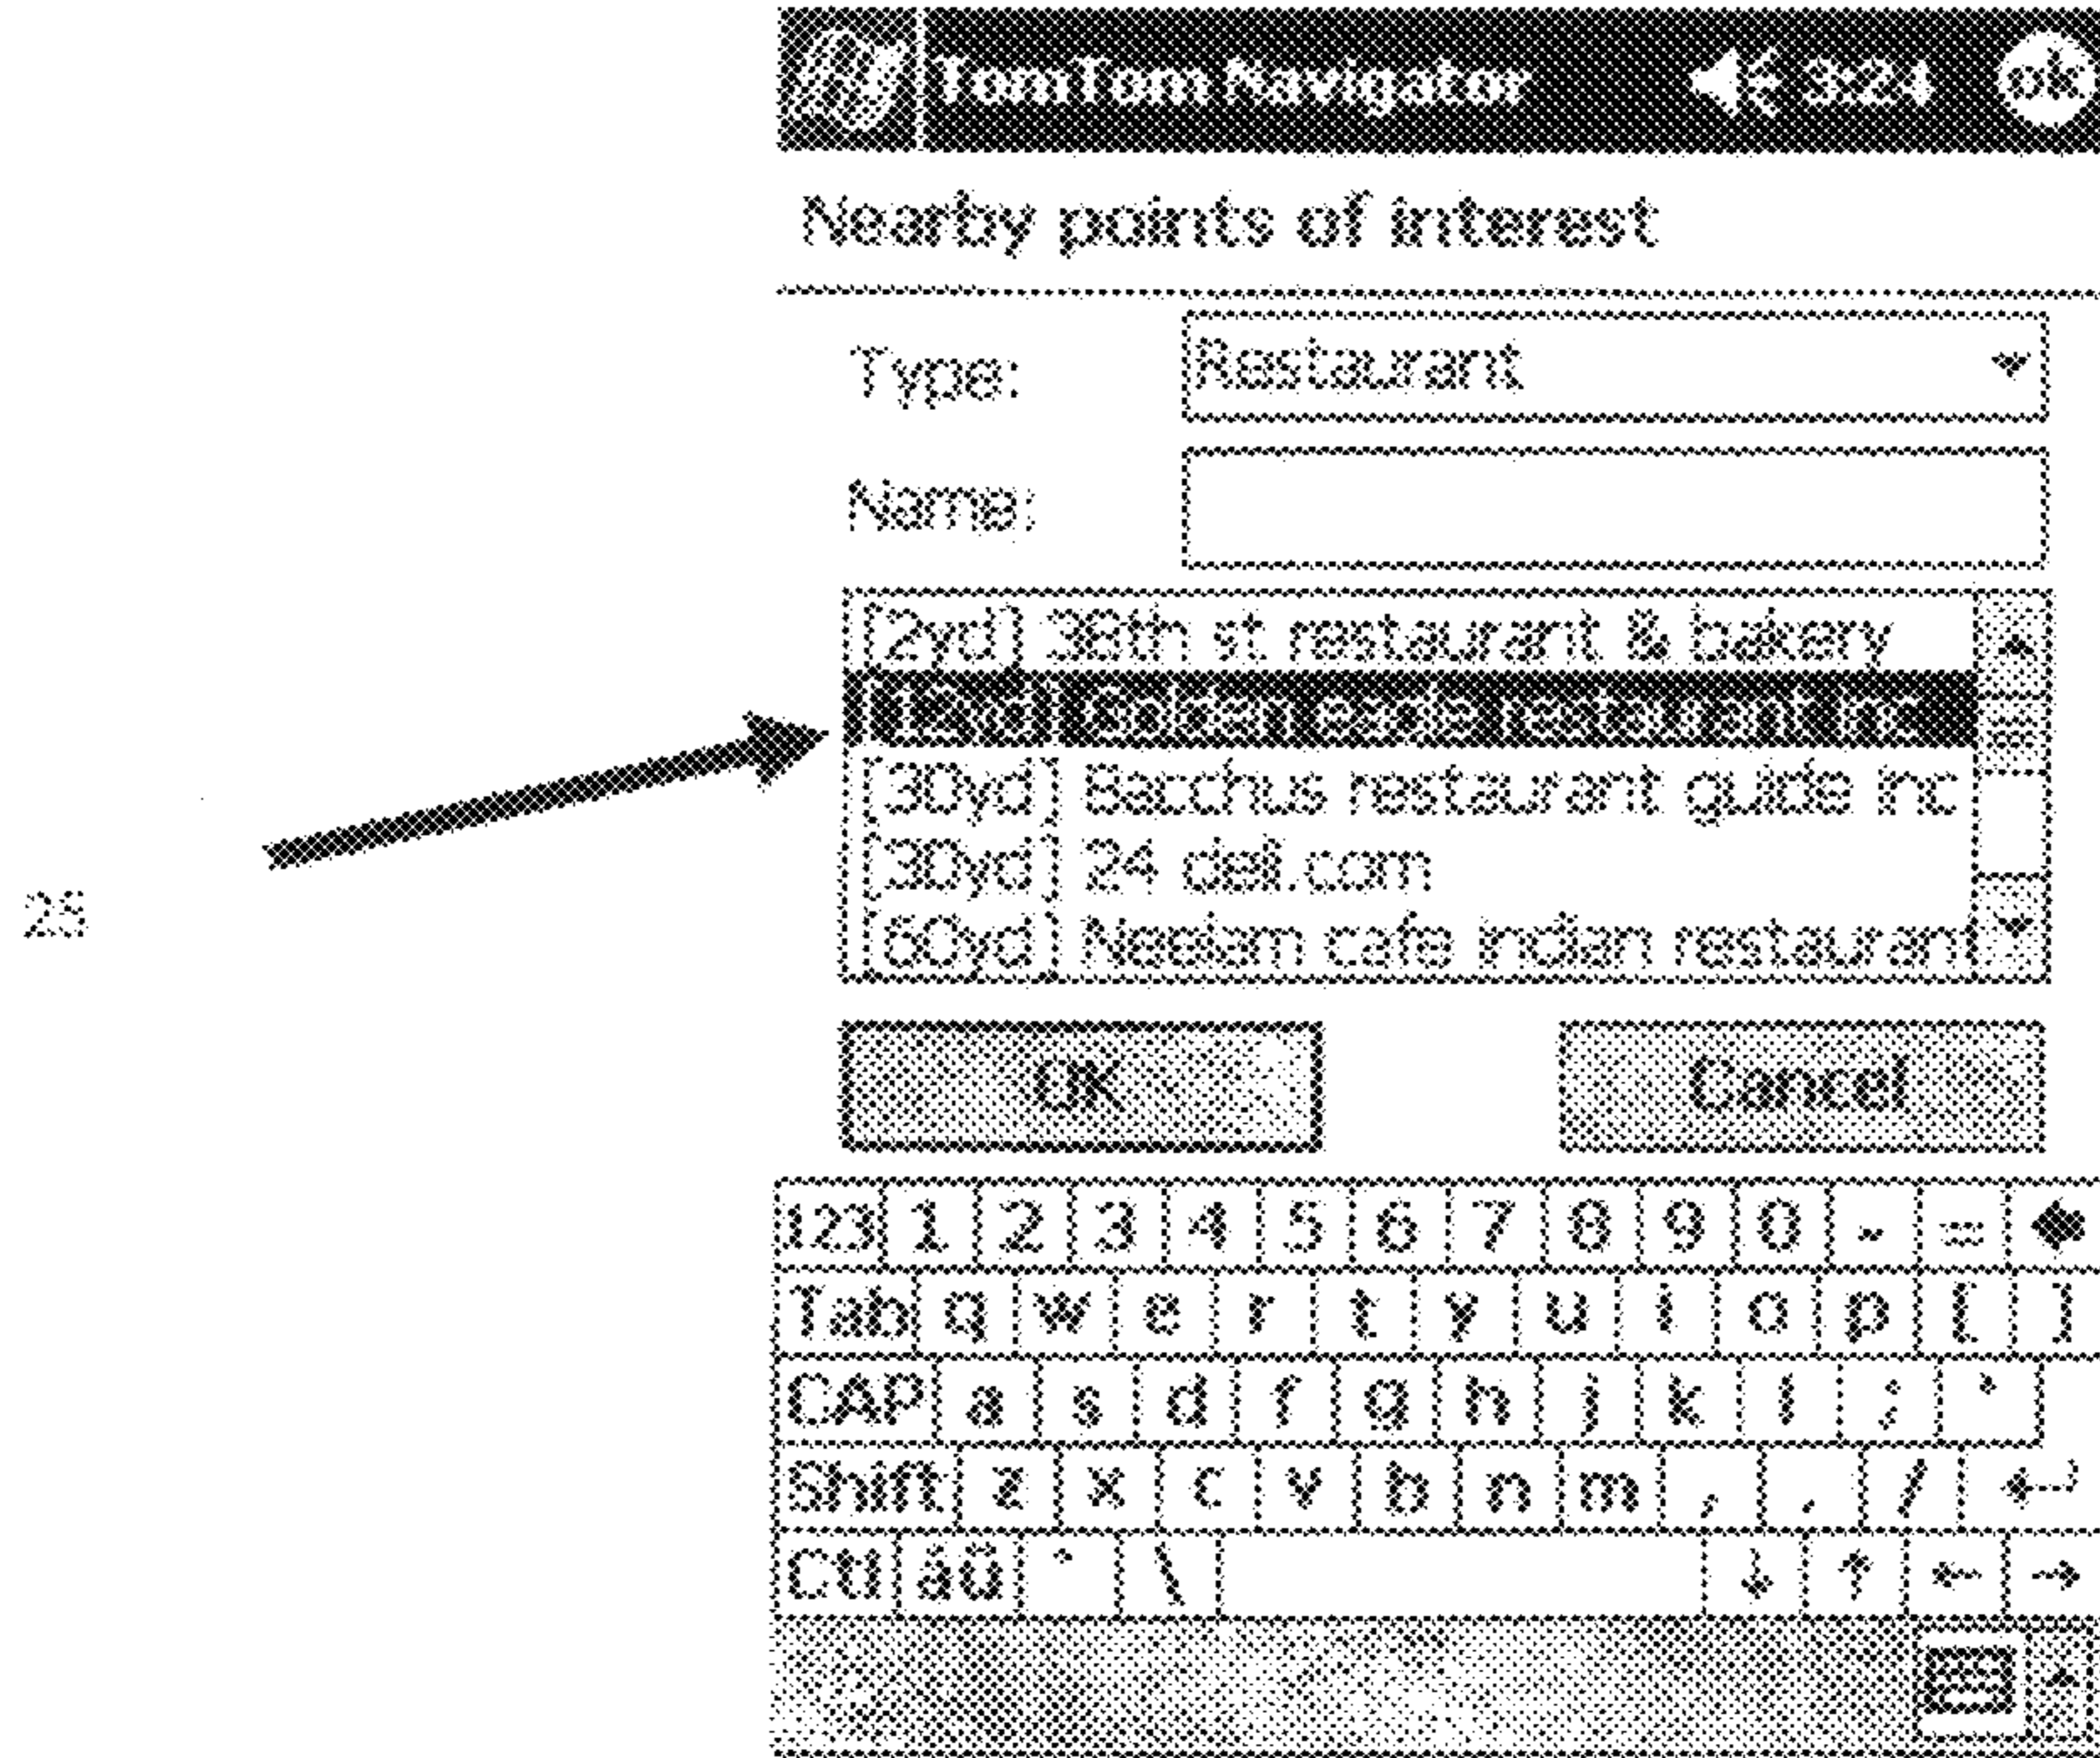 TomTom Navigator 3:24 ok
Nearby points of interest
Type: Restaurant
Name:
[2yd] 38th st restaurant & bakery
restaurant inc
[30yd] Bacchus restaurant guide inc
[30yd] 24 deli.com
[60yd] Neelam cafe indian restaurant
OK Cancel
123 1 2 3 4 5 6 7 8 9 0 - =
Tab q w e r t y u i o p [ ]
CAP a s d f g h j k l ; '
Shift z x c v b n m , . /
Ctl áü ` \